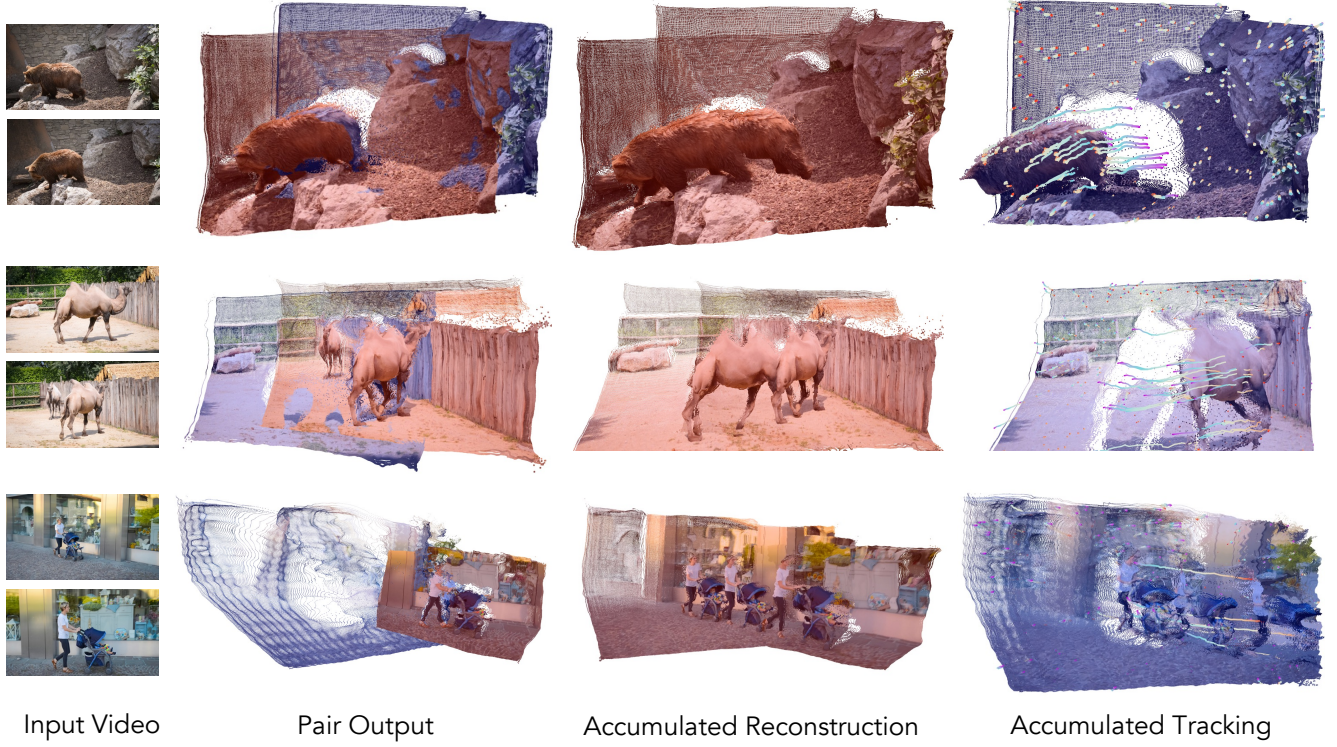 Input Video
Pair Output
Accumulated Reconstruction
Accumulated Tracking